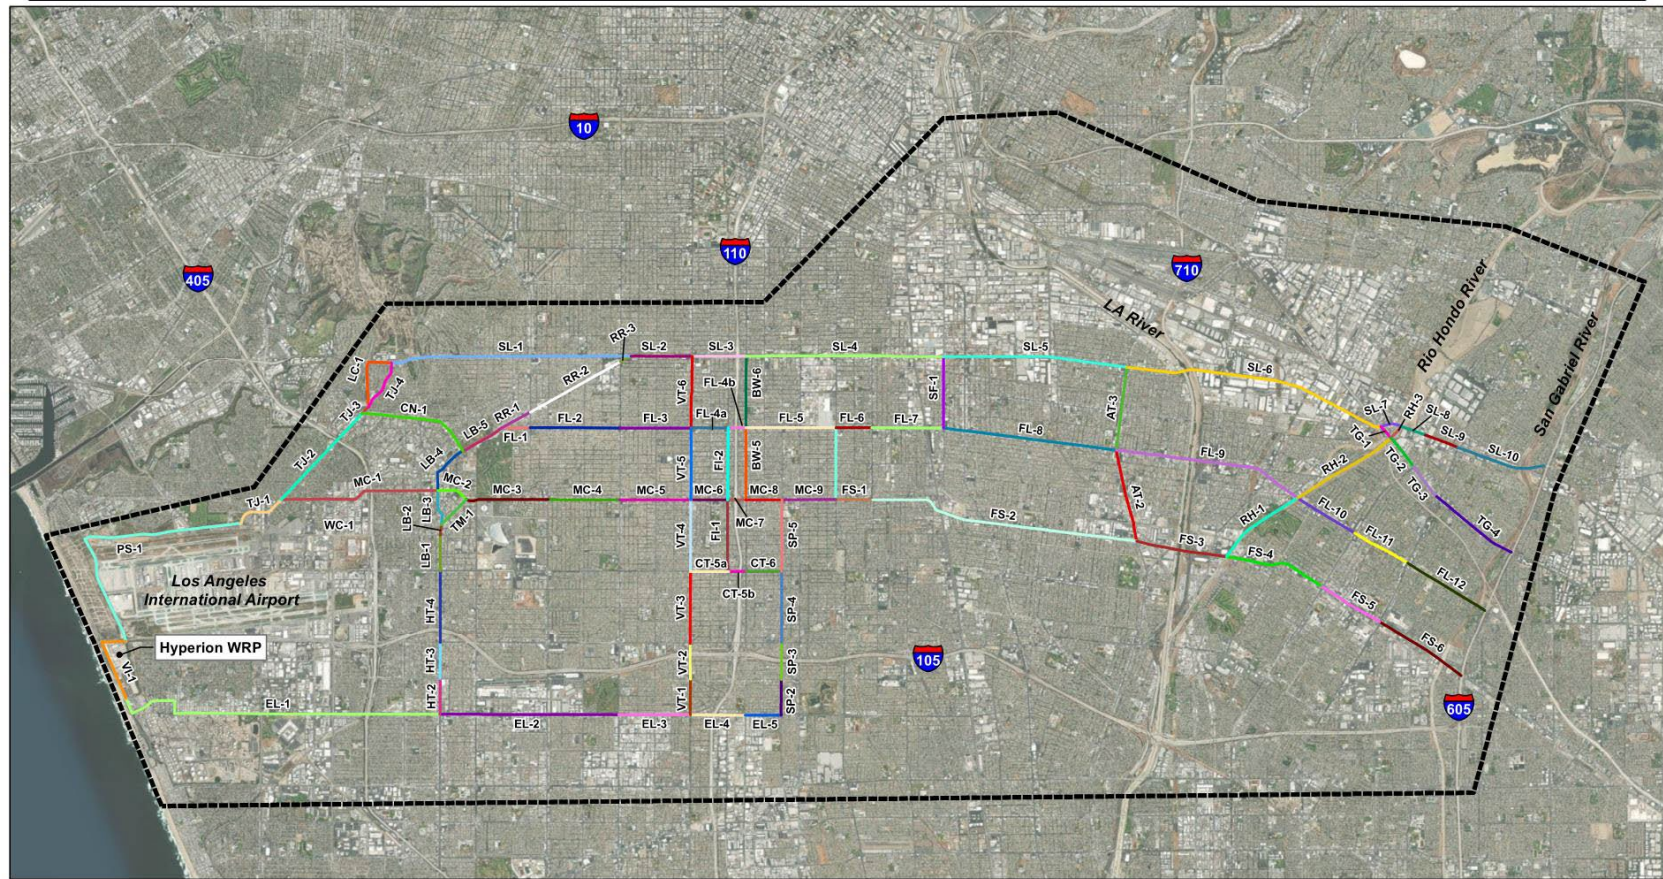 10
110
405
710
LA River
Rio Hondo River
San Gabriel River
RR-3
SL-1
SL-2
SL-3
SL-4
SL-5
SL-6
LC-1
TJ-4
RR-2
VT-6
FL-4b
BW-6
SF-1
AT-3
SL-7
RH-3
SL-8
SL-9
SL-10
TJ-3
CN-1
RR-1
LB-5
FL-1
FL-2
FL-3
FL-4a
FL-5
FL-6
FL-7
FL-8
FL-9
TG-1
TG-2
TG-3
TG-4
RH-2
TJ-2
LB-4
VT-5
FI-2
BW-5
AT-2
TJ-1
MC-1
MC-2
MC-3
MC-4
MC-5
MC-6
MC-7
MC-8
MC-9
FS-1
FS-2
RH-1
FL-10
FL-11
FL-12
WC-1
LB-2
LB-3
TM-1
LB-1
VT-4
FI-1
SP-5
FS-3
FS-4
FS-5
FS-6
PS-1
Los Angeles
International Airport
CT-5a
CT-6
CT-5b
HT-4
VT-3
SP-4
Hyperion WRP
VI-1
HT-3
VT-2
SP-3
105
605
HT-2
VT-1
SP-2
EL-1
EL-2
EL-3
EL-4
EL-5